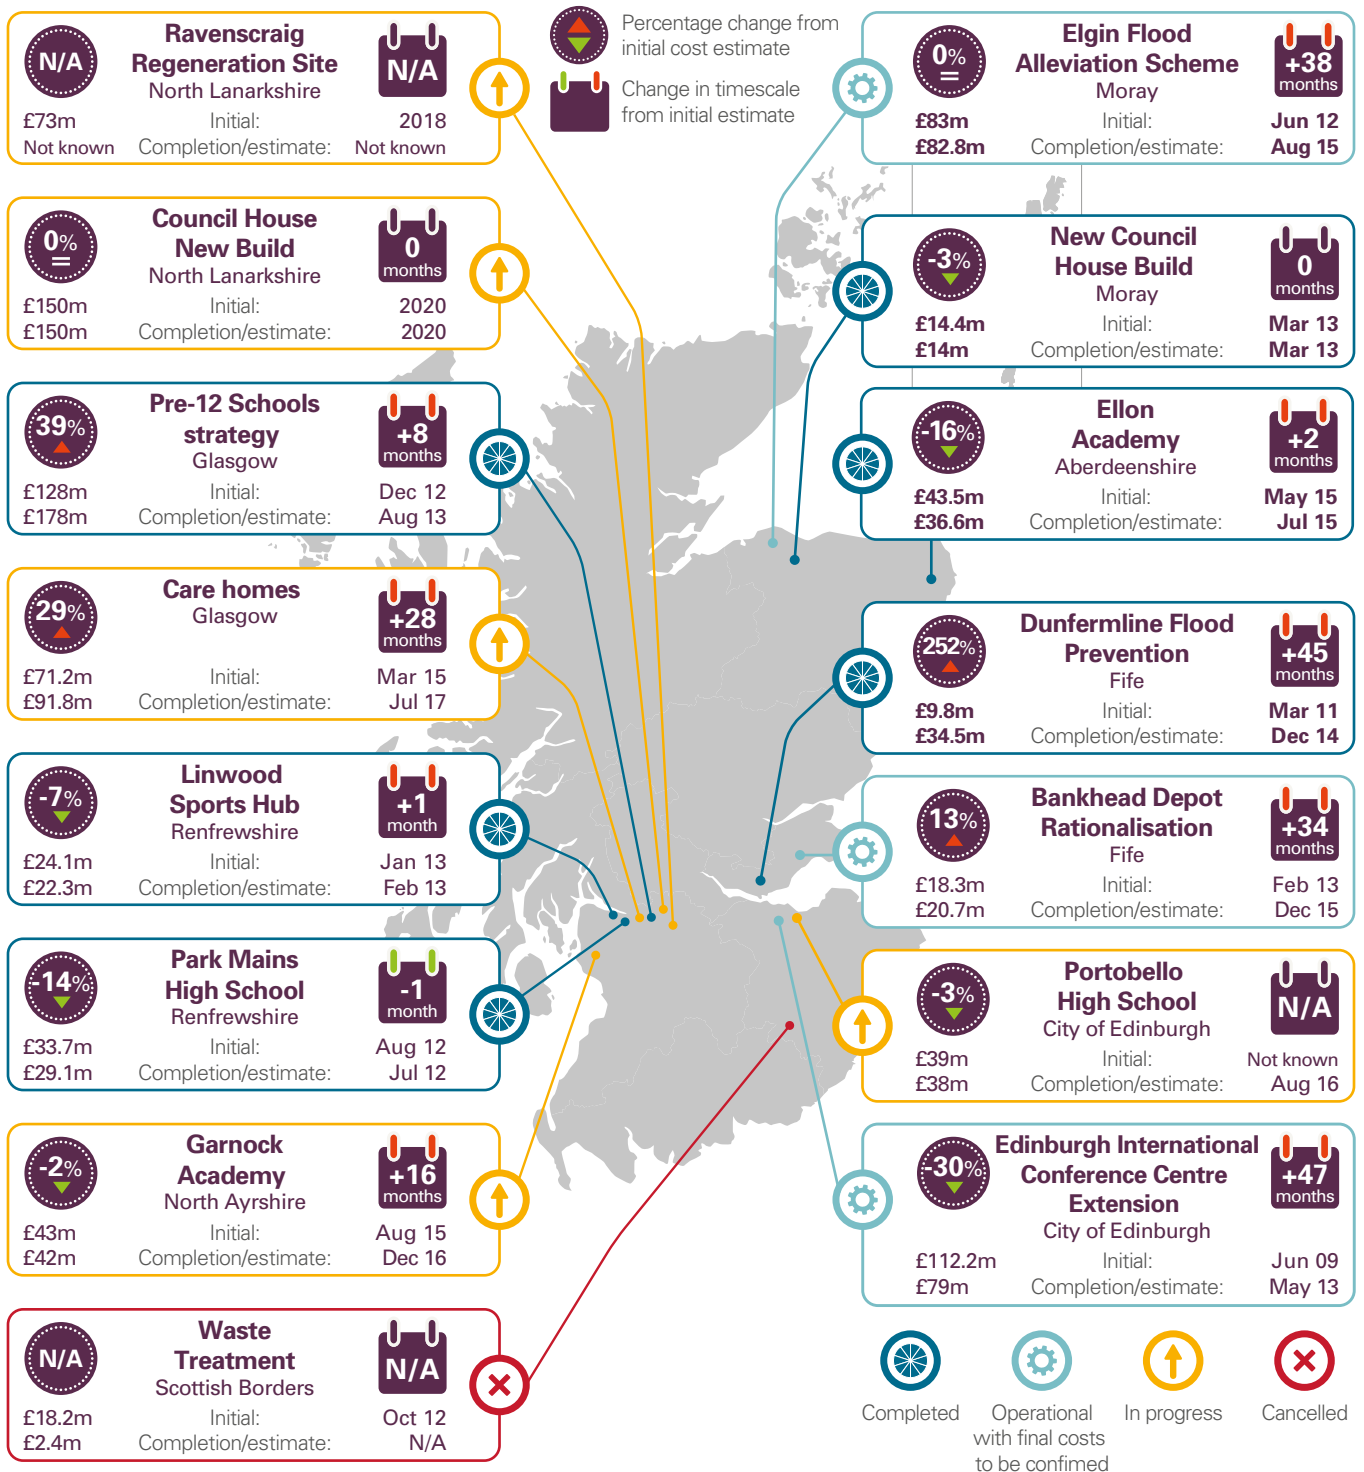 N/A
Ravenscraig
Regeneration Site
North Lanarkshire
N/A
£73m Initial: 2018
Not known Completion/estimate: Not known
Percentage change from
initial cost estimate
Change in timescale
from initial estimate
0%
=
Elgin Flood
Alleviation Scheme
Moray
+38
months
£83m Initial: Jun 12
£82.8m Completion/estimate: Aug 15
0%
=
Council House
New Build
North Lanarkshire
0
months
£150m Initial: 2020
£150m Completion/estimate: 2020
-3%
New Council
House Build
Moray
0
months
£14.4m Initial: Mar 13
£14m Completion/estimate: Mar 13
39%
Pre-12 Schools
strategy
Glasgow
+8
months
£128m Initial: Dec 12
£178m Completion/estimate: Aug 13
-16%
Ellon
Academy
Aberdeenshire
+2
months
£43.5m Initial: May 15
£36.6m Completion/estimate: Jul 15
29%
Care homes
Glasgow
+28
months
£71.2m Initial: Mar 15
£91.8m Completion/estimate: Jul 17
252%
Dunfermline Flood
Prevention
Fife
+45
months
£9.8m Initial: Mar 11
£34.5m Completion/estimate: Dec 14
-7%
Linwood
Sports Hub
Renfrewshire
+1
month
£24.1m Initial: Jan 13
£22.3m Completion/estimate: Feb 13
13%
Bankhead Depot
Rationalisation
Fife
+34
months
£18.3m Initial: Feb 13
£20.7m Completion/estimate: Dec 15
-14%
Park Mains
High School
Renfrewshire
-1
month
£33.7m Initial: Aug 12
£29.1m Completion/estimate: Jul 12
-3%
Portobello
High School
City of Edinburgh
N/A
£39m Initial: Not known
£38m Completion/estimate: Aug 16
-2%
Garnock
Academy
North Ayrshire
+16
months
£43m Initial: Aug 15
£42m Completion/estimate: Dec 16
-30%
Edinburgh International
Conference Centre
Extension
City of Edinburgh
+47
months
£112.2m Initial: Jun 09
£79m Completion/estimate: May 13
N/A
Waste
Treatment
Scottish Borders
N/A
£18.2m Initial: Oct 12
£2.4m Completion/estimate: N/A
Completed
Operational
with final costs
to be confimed
In progress
Cancelled